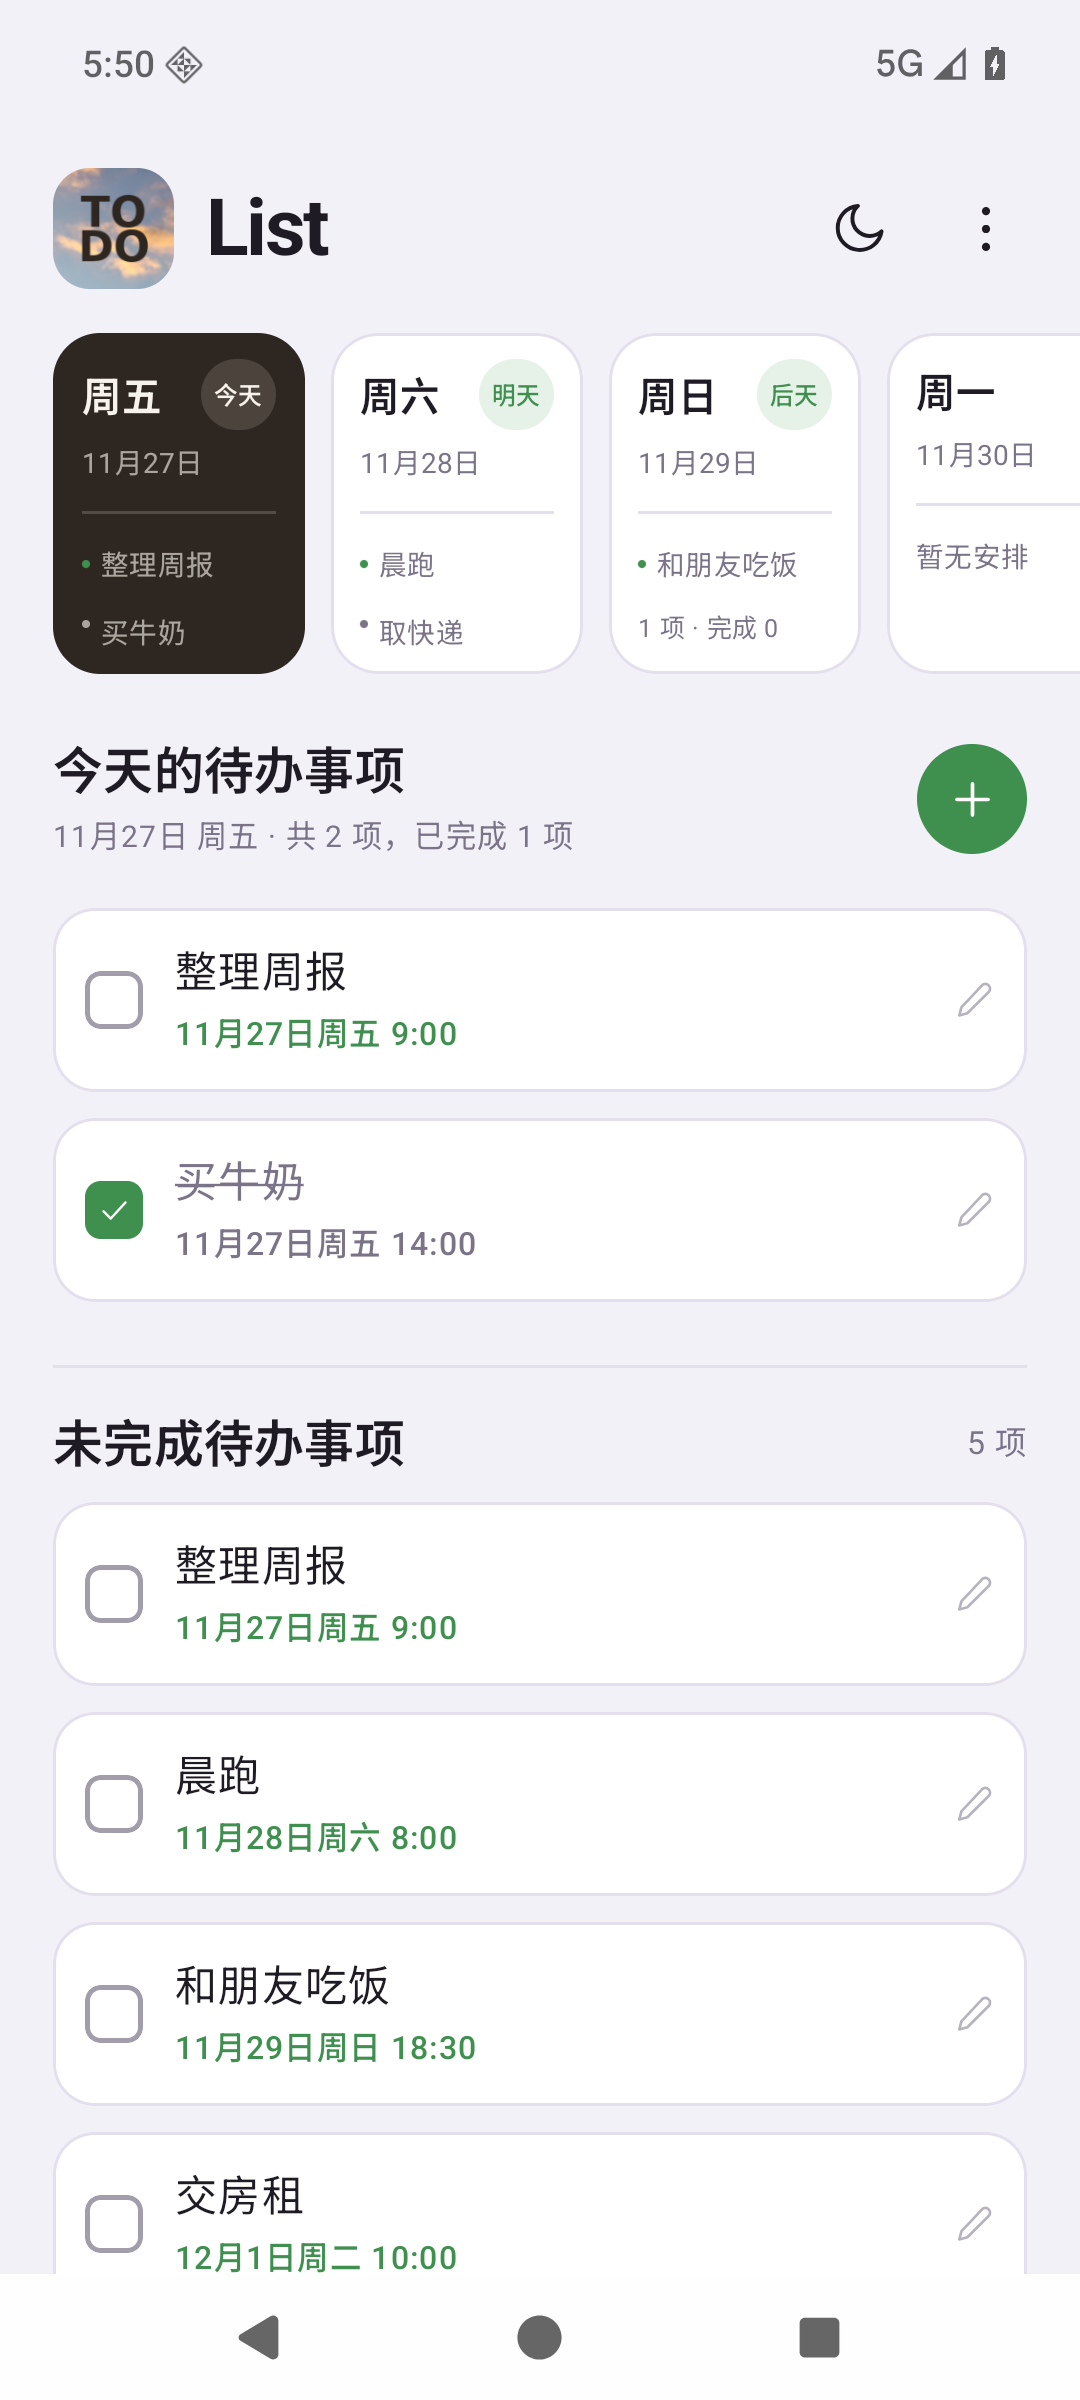 5:50
5G
TO
DO
List
周五 今天
11月27日
整理周报
买牛奶
周六 明天
11月28日
晨跑
取快递
周日 后天
11月29日
和朋友吃饭
1 项 · 完成 0
周一
11月30日
暂无安排
今天的待办事项
11月27日 周五 · 共 2 项，已完成 1 项
整理周报
11月27日周五 9:00
买牛奶
11月27日周五 14:00
未完成待办事项
5 项
整理周报
11月27日周五 9:00
晨跑
11月28日周六 8:00
和朋友吃饭
11月29日周日 18:30
交房租
12月1日周二 10:00